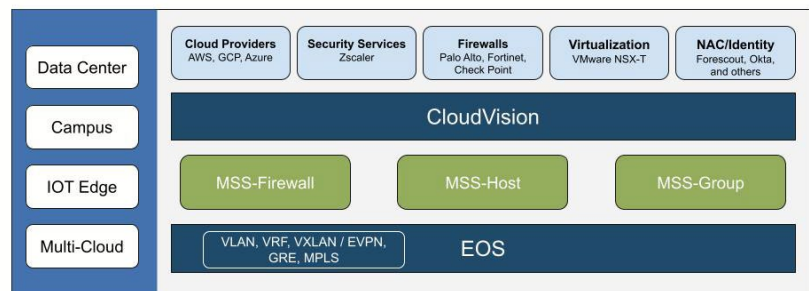 Data Center
Campus
IOT Edge
Multi-Cloud
Cloud Providers
AWS, GCP, Azure
Security Services
Zscaler
Firewalls
Palo Alto, Fortinet,
Check Point
Virtualization
VMware NSX-T
NAC/Identity
Forescout, Okta,
and others
CloudVision
MSS-Firewall
MSS-Host
MSS-Group
VLAN, VRF, VXLAN / EVPN,
GRE, MPLS
EOS